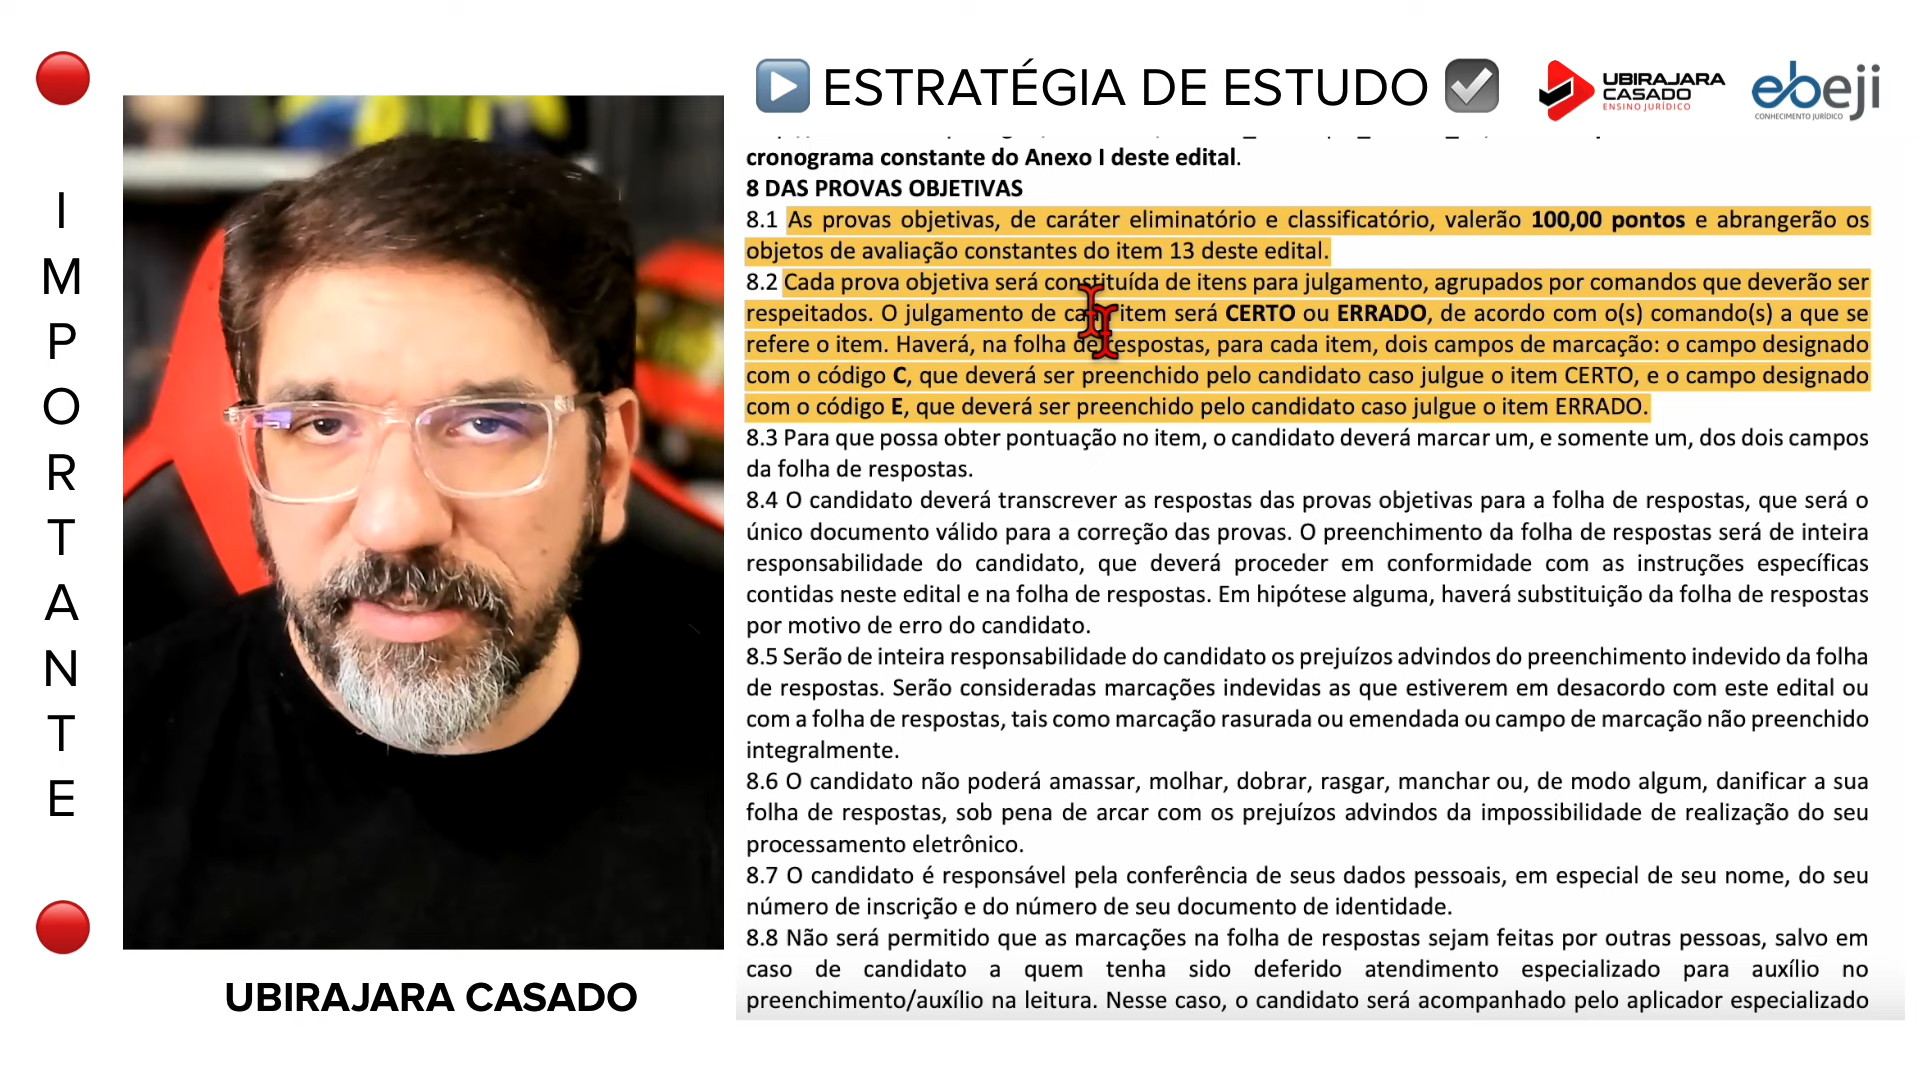 IMPORTANTE
ESTRATÉGIA DE ESTUDO
UBIRAJARA
CASADO
ENSINO JURÍDICO
ebeji
CONHECIMENTO JURÍDICO
cronograma constante do Anexo I deste edital.
8 DAS PROVAS OBJETIVAS
8.1 As provas objetivas, de caráter eliminatório e classificatório, valerão 100,00 pontos e abrangerão os
objetos de avaliação constantes do item 13 deste edital.
8.2 Cada prova objetiva será constituída de itens para julgamento, agrupados por comandos que deverão ser
respeitados. O julgamento de cada item será CERTO ou ERRADO, de acordo com o(s) comando(s) a que se
refere o item. Haverá, na folha de respostas, para cada item, dois campos de marcação: o campo designado
com o código C, que deverá ser preenchido pelo candidato caso julgue o item CERTO, e o campo designado
com o código E, que deverá ser preenchido pelo candidato caso julgue o item ERRADO.
8.3 Para que possa obter pontuação no item, o candidato deverá marcar um, e somente um, dos dois campos
da folha de respostas.
8.4 O candidato deverá transcrever as respostas das provas objetivas para a folha de respostas, que será o
único documento válido para a correção das provas. O preenchimento da folha de respostas será de inteira
responsabilidade do candidato, que deverá proceder em conformidade com as instruções específicas
contidas neste edital e na folha de respostas. Em hipótese alguma, haverá substituição da folha de respostas
por motivo de erro do candidato.
8.5 Serão de inteira responsabilidade do candidato os prejuízos advindos do preenchimento indevido da folha
de respostas. Serão consideradas marcações indevidas as que estiverem em desacordo com este edital ou
com a folha de respostas, tais como marcação rasurada ou emendada ou campo de marcação não preenchido
integralmente.
8.6 O candidato não poderá amassar, molhar, dobrar, rasgar, manchar ou, de modo algum, danificar a sua
folha de respostas, sob pena de arcar com os prejuízos advindos da impossibilidade de realização do seu
processamento eletrônico.
8.7 O candidato é responsável pela conferência de seus dados pessoais, em especial de seu nome, do seu
número de inscrição e do número de seu documento de identidade.
8.8 Não será permitido que as marcações na folha de respostas sejam feitas por outras pessoas, salvo em
caso de candidato a quem tenha sido deferido atendimento especializado para auxílio no
preenchimento/auxílio na leitura. Nesse caso, o candidato será acompanhado pelo aplicador especializado
UBIRAJARA CASADO